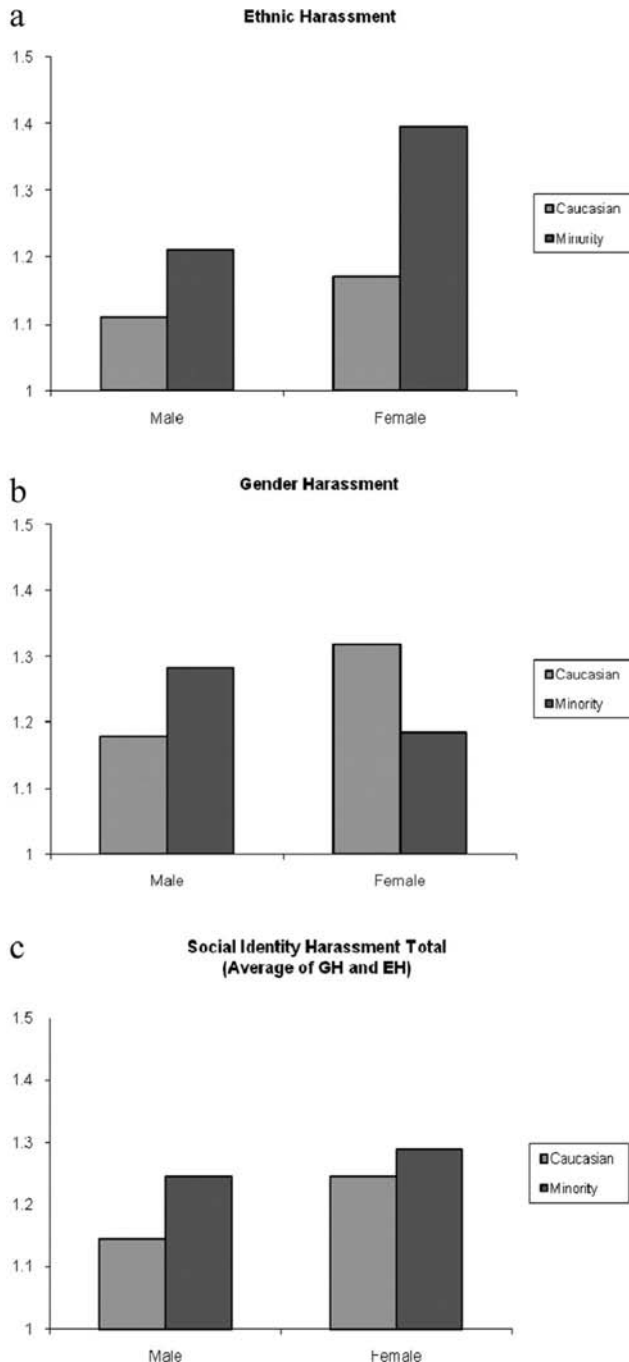 a
Ethnic Harassment
1.5
1.4
1.3
1.2
1.1
1
Male
Female
Caucasian
Minurity
b
Gender Harassment
1.5
1.4
1.3
1.2
1.1
1
Male
Female
Caucasian
Minority
c
Social Identity Harassment Total
(Average of GH and EH)
1.5
1.4
1.3
1.2
1.1
1
Male
Female
Caucasian
Minority